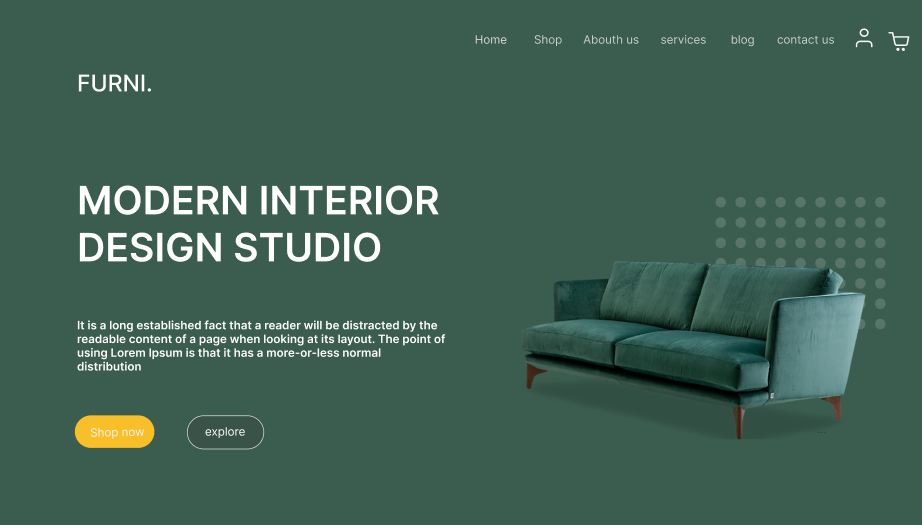 Home Shop Abouth us services blog contact us
FURNI.
MODERN INTERIOR
DESIGN STUDIO
It is a long established fact that a reader will be distracted by the
readable content of a page when looking at its layout. The point of
using Lorem Ipsum is that it has a more-or-less normal
distribution
Shop now explore